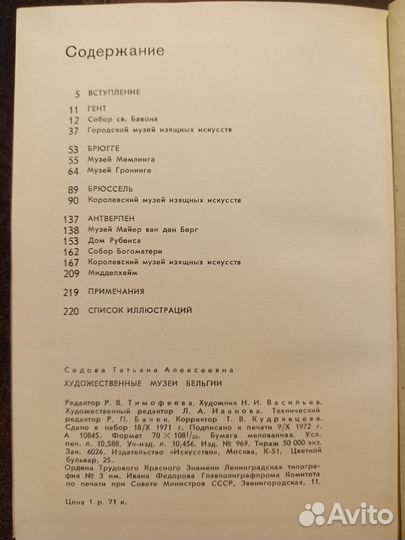 Содержание
5 ВСТУПЛЕНИЕ
11 ГЕНТ
12 Собор св. Бавона
37 Городской музей изящных искусств
53 БРЮГГЕ
55 Музей Мемлинга
64 Музей Гронинге
89 БРЮССЕЛЬ
90 Королевский музей изящных искусств
137 АНТВЕРПЕН
138 Музей Майер ван ден Берг
153 Дом Рубенса
162 Собор Богоматери
167 Королевский музей изящных искусств
209 Мидделхейм
219 ПРИМЕЧАНИЯ
220 СПИСОК ИЛЛЮСТРАЦИЙ
Седова Татьяна Алексеевна
ХУДОЖЕСТВЕННЫЕ МУЗЕИ БЕЛЬГИИ
Редактор Р. В. Тимофеева, Художник Н. И. Васильев.
Художественный редактор Л. А. Иванова. Технический
редактор Р. П. Бачек, Корректор Т. В. Кудрявцева.
Сдано в набор 18/X 1971 г. Подписано к печати 9/X 1972 г.
А 10845. Формат 70 × 108 1/32. Бумага мелованная. Усл.
печ. л. 10,588, Уч-изд. л. 10,456. Изд. № 969. Тираж 50 000 экз.
Зак. 6026. Издательство «Искусство», Москва, К-51, Цветной
бульвар, 25.
Ордена Трудового Красного Знамени Ленинградская типогра-
фия № 3 им. Ивана Федорова Главполиграфпрома Комитета
по печати при Совете Министров СССР, Звенигородская, 11.
Цена 1 р. 71 к.
Avito